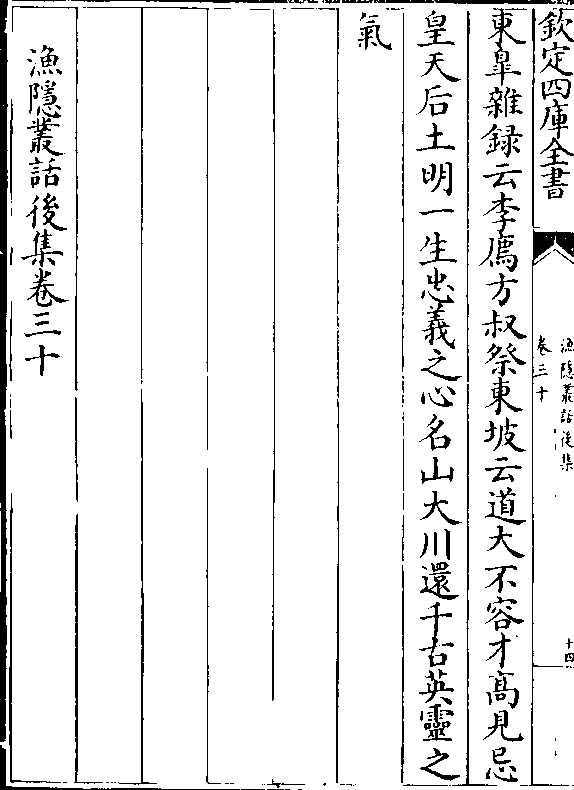 欽定四庫全書
漁隱叢話後集
卷三十
十四
東臯雜録云李廌方叔祭東坡云道大不容才髙見忌
皇天后土明一生忠義之心名山大川還千古英靈之
氣
漁隱叢話後集卷三十